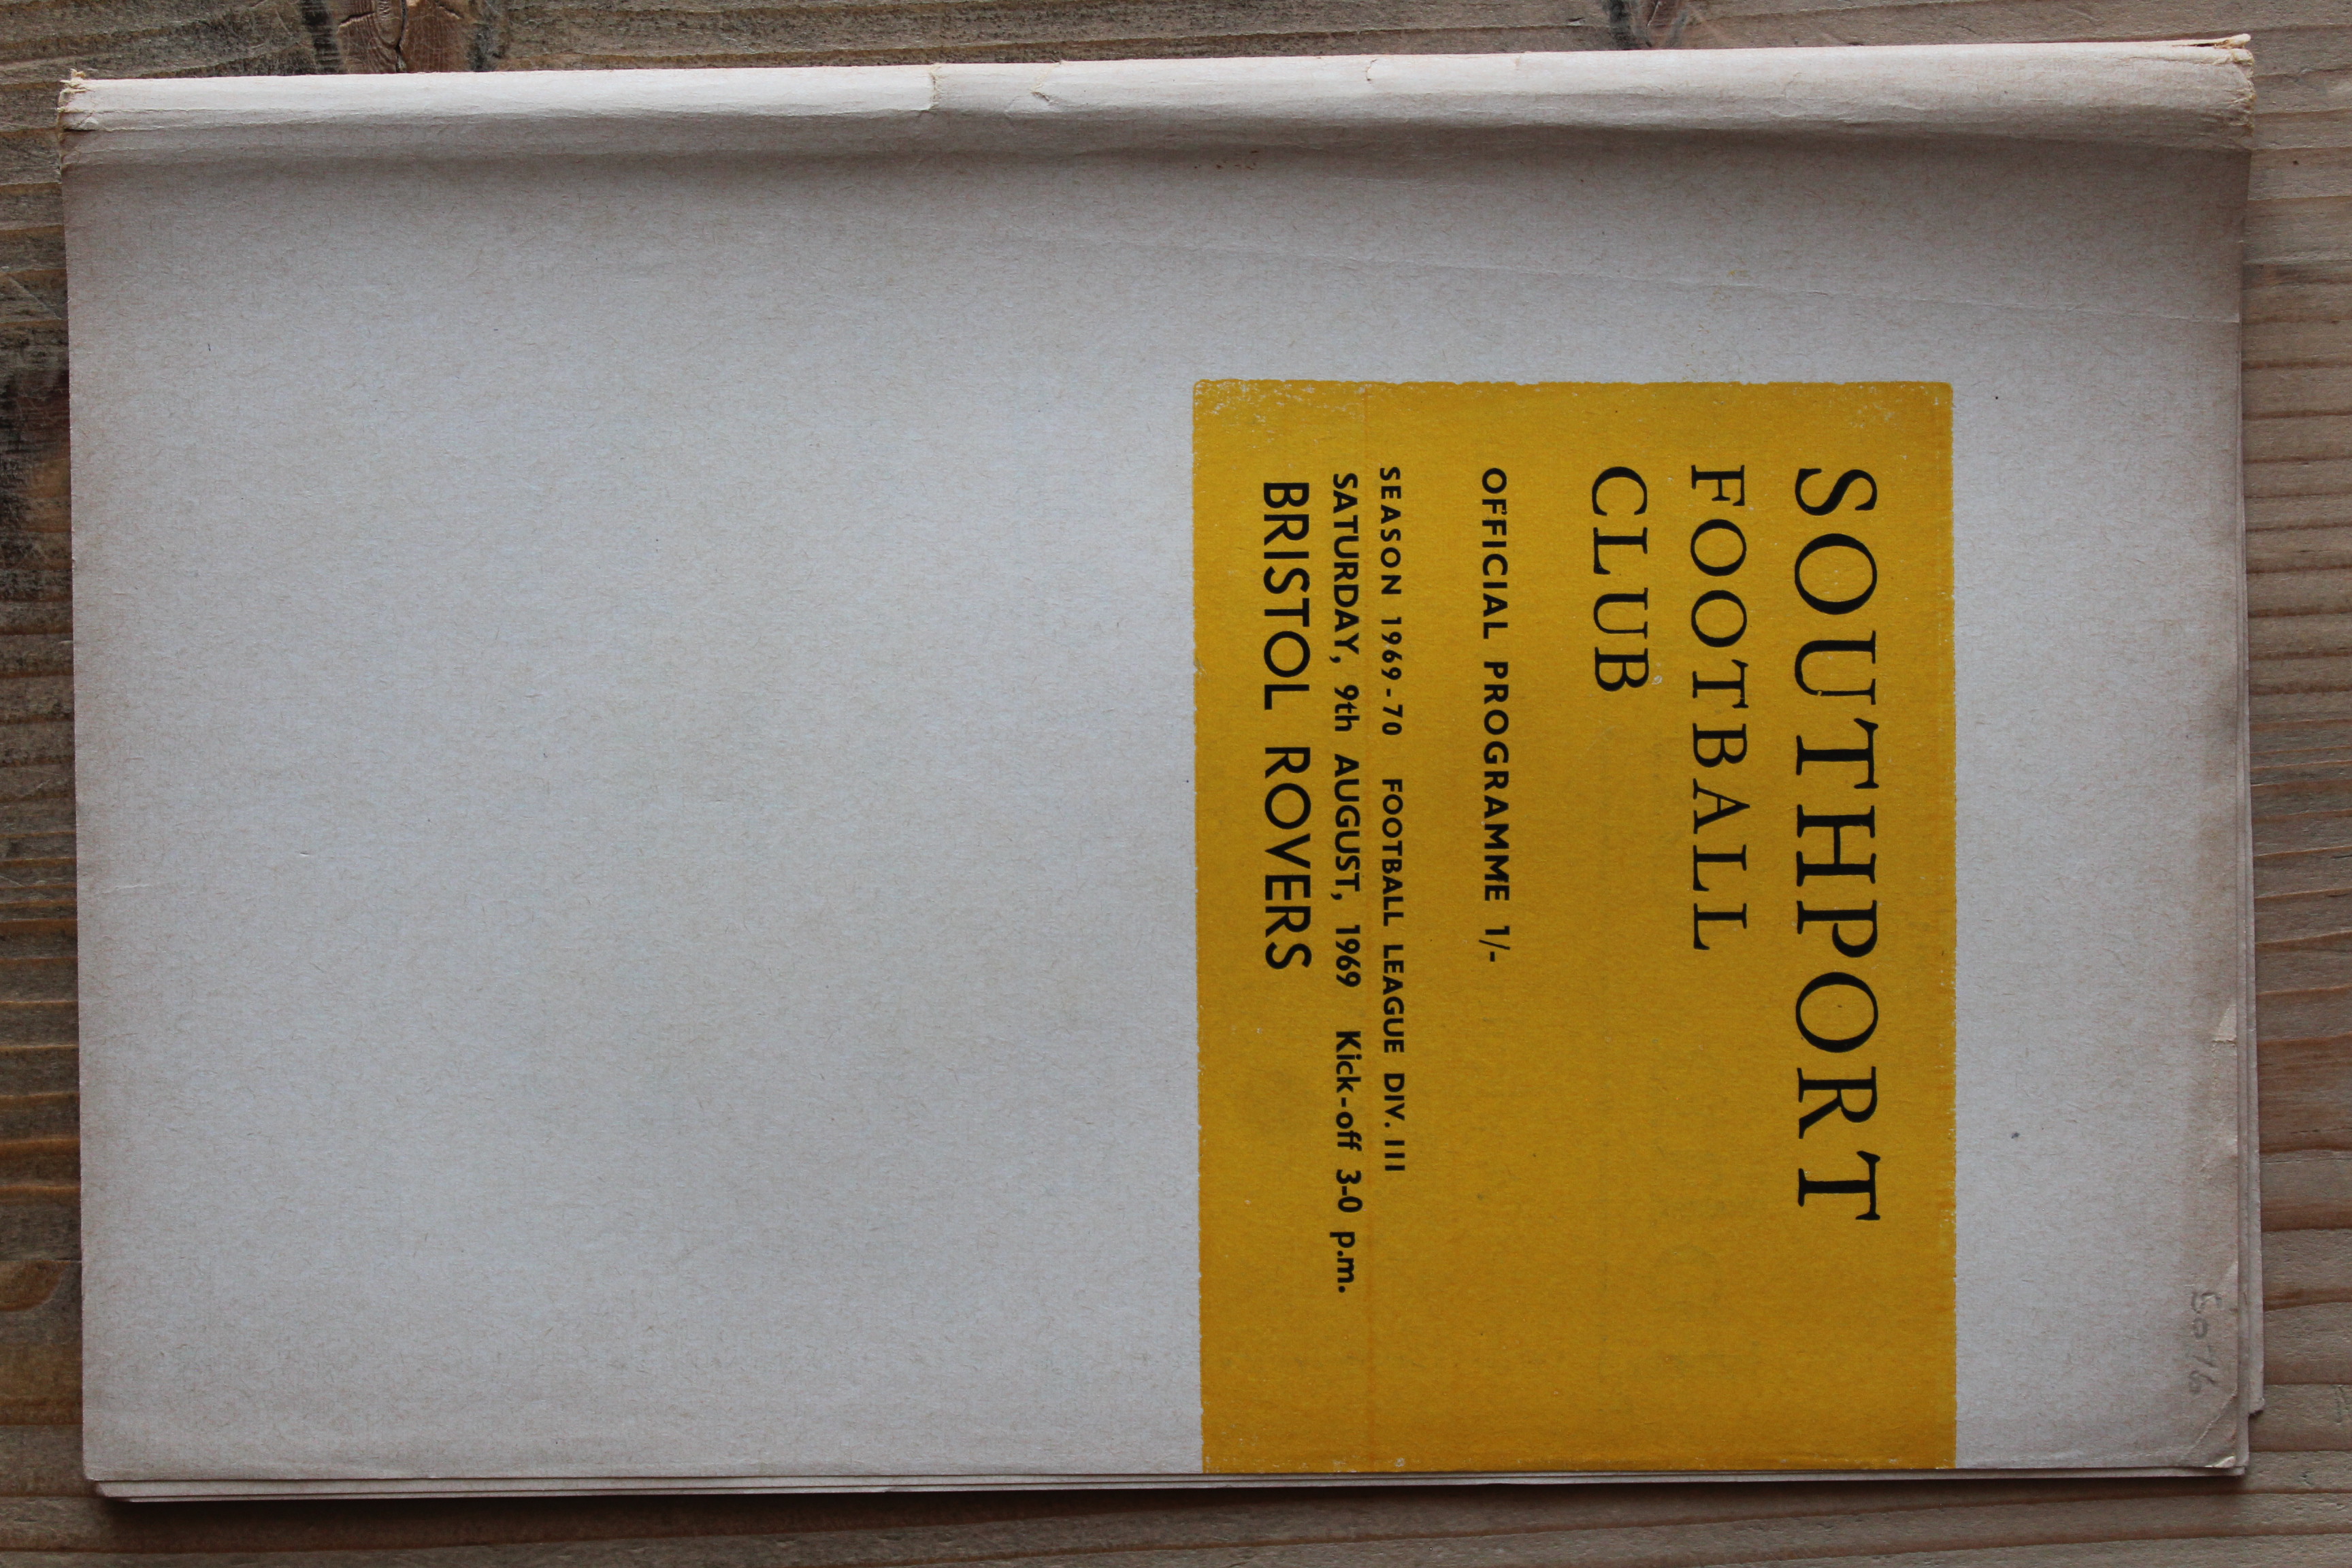 SOUTHPORT
FOOTBALL
CLUB
OFFICIAL PROGRAMME 1/-
SEASON 1969-70 FOOTBALL LEAGUE DIV. III
SATURDAY, 9th AUGUST, 1969 Kick-off 3-0 p.m.
BRISTOL ROVERS